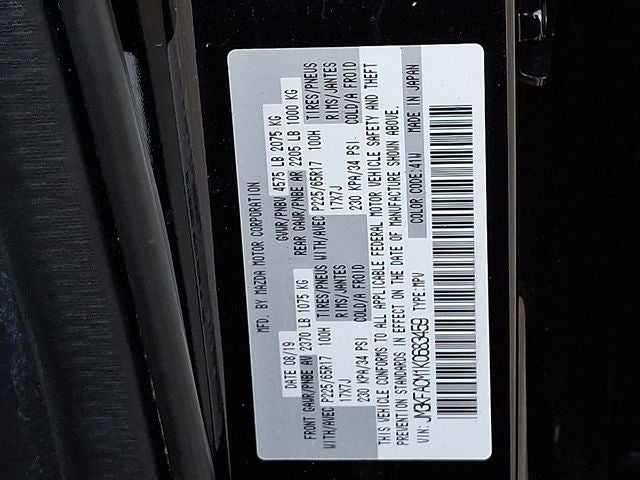 MFD. BY MAZDA MOTOR CORPORATION
DATE 08/19
GVWR/PNBV 4575 LB 2075 KG
FRONT GAWR/PNBE AV 2270 LB 1075 KG
REAR GAWR/PNBE AR 2205 LB 1000 KG
WITH/AVEC P225/65R17 100H TIRES/PNEUS
WITH/AVEC P225/65R17 100H TIRES/PNEUS
17X7J RIMS/JANTES
17X7J RIMS/JANTES
230 KPA/34 PSI COLD/A FROID
230 KPA/34 PSI COLD/A FROID
THIS VEHICLE CONFORMS TO ALL APPLICABLE FEDERAL MOTOR VEHICLE SAFETY AND THEFT
PREVENTION STANDARDS IN EFFECT ON THE DATE OF MANUFACTURE SHOWN ABOVE.
VIN: JM3KFACM1K0683459 TYPE:MPV COLOR CODE:41W MADE IN JAPAN